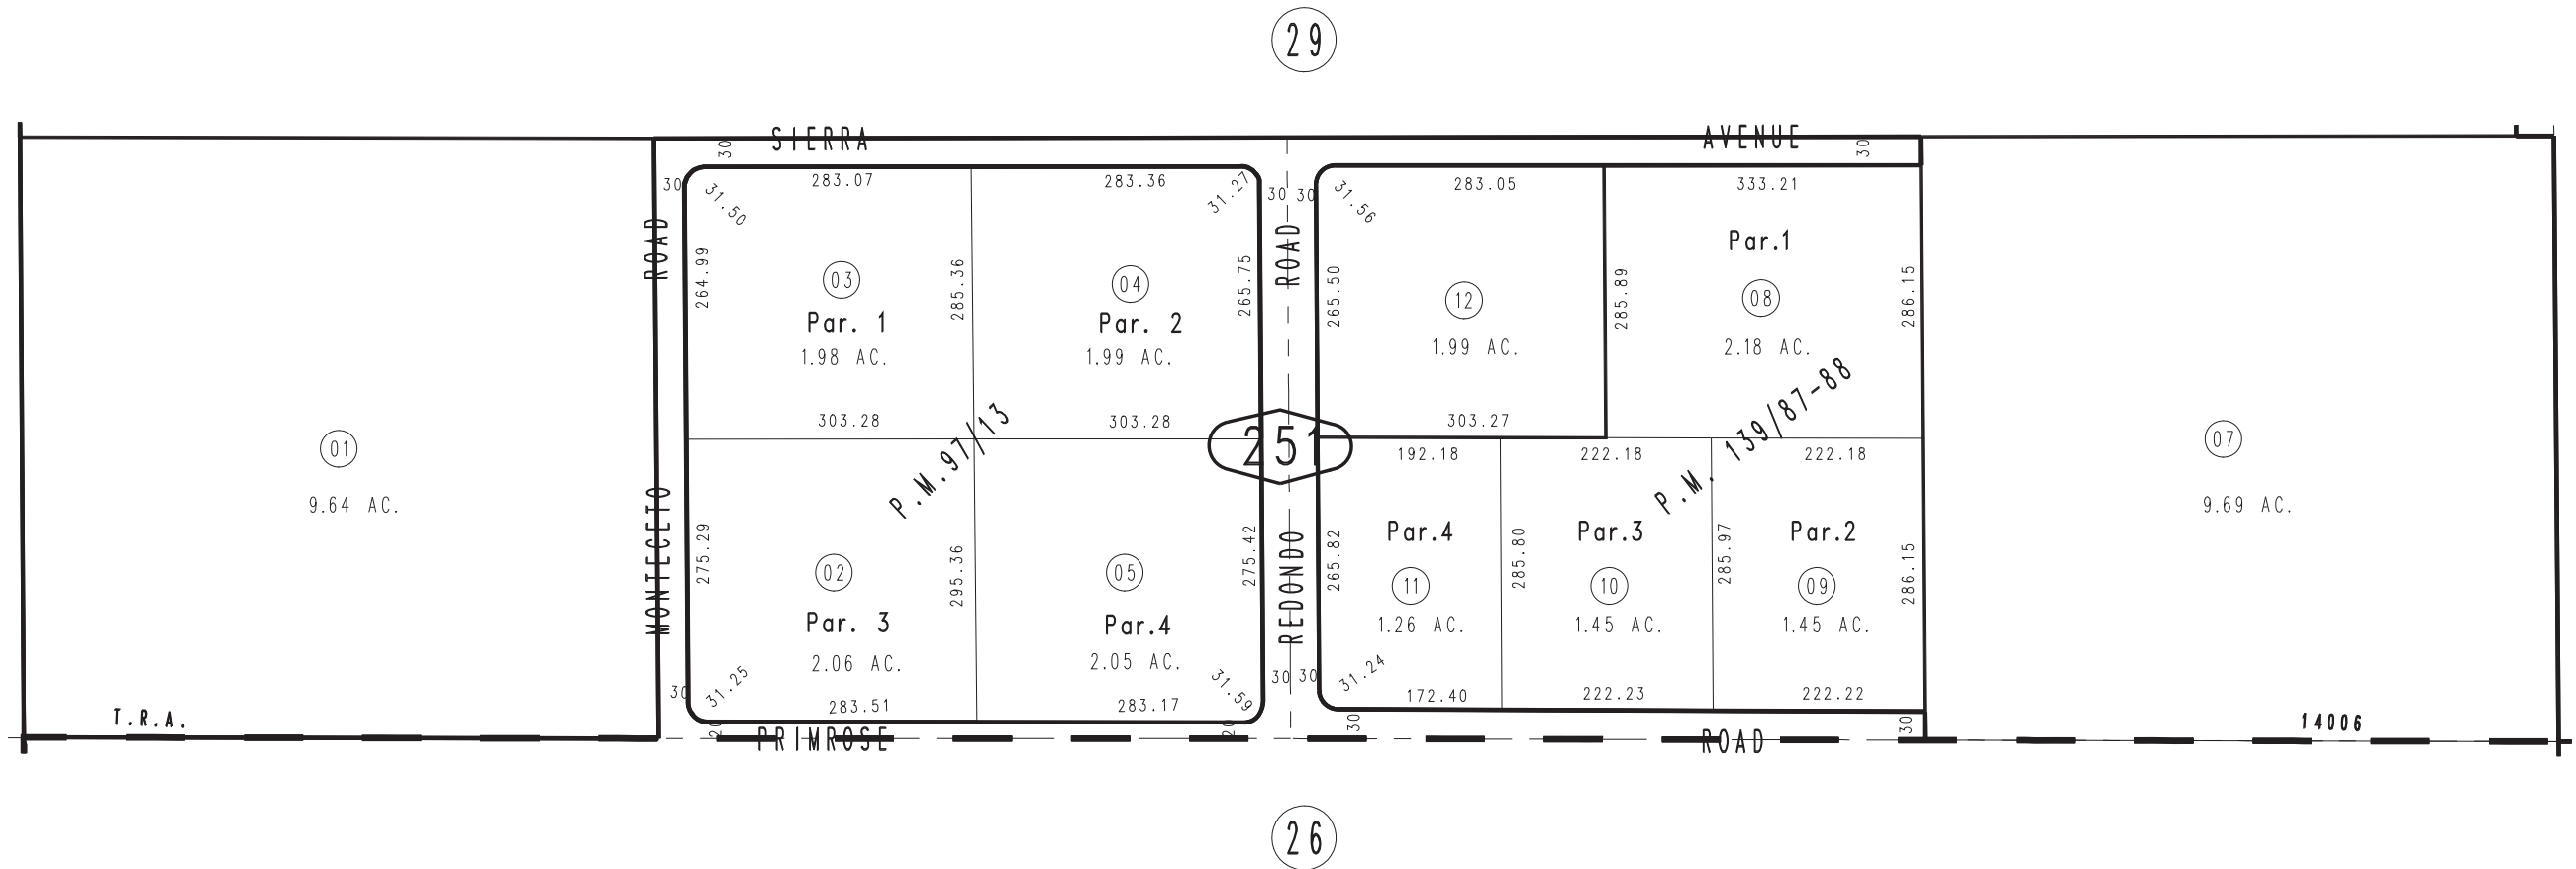 29
SIERRA
AVENUE
30
30
283.07
283.36
283.05
333.21
30
31.50
31.27
30
30
31.56
ROAD
ROAD
Par.1
264.99
03
285.36
04
265.75
265.50
12
285.89
08
286.15
Par. 1
Par. 2
1.98 AC.
1.99 AC.
1.99 AC.
2.18 AC.
303.28
303.28
303.27
P.M.97/13
P.M. 139/87-88
251
01
07
192.18
222.18
222.18
9.64 AC.
9.69 AC.
MONTECCTO
REDONDO
Par.4
Par.3
Par.2
275.29
02
295.36
05
275.42
265.82
11
285.80
10
285.97
09
286.15
Par. 3
Par.4
1.26 AC.
1.45 AC.
1.45 AC.
2.06 AC.
2.05 AC.
30
31.25
31.59
30
30
31.24
283.51
283.17
172.40
222.23
222.22
T.R.A.
14006
20
20
30
30
PRIMROSE
ROAD
26